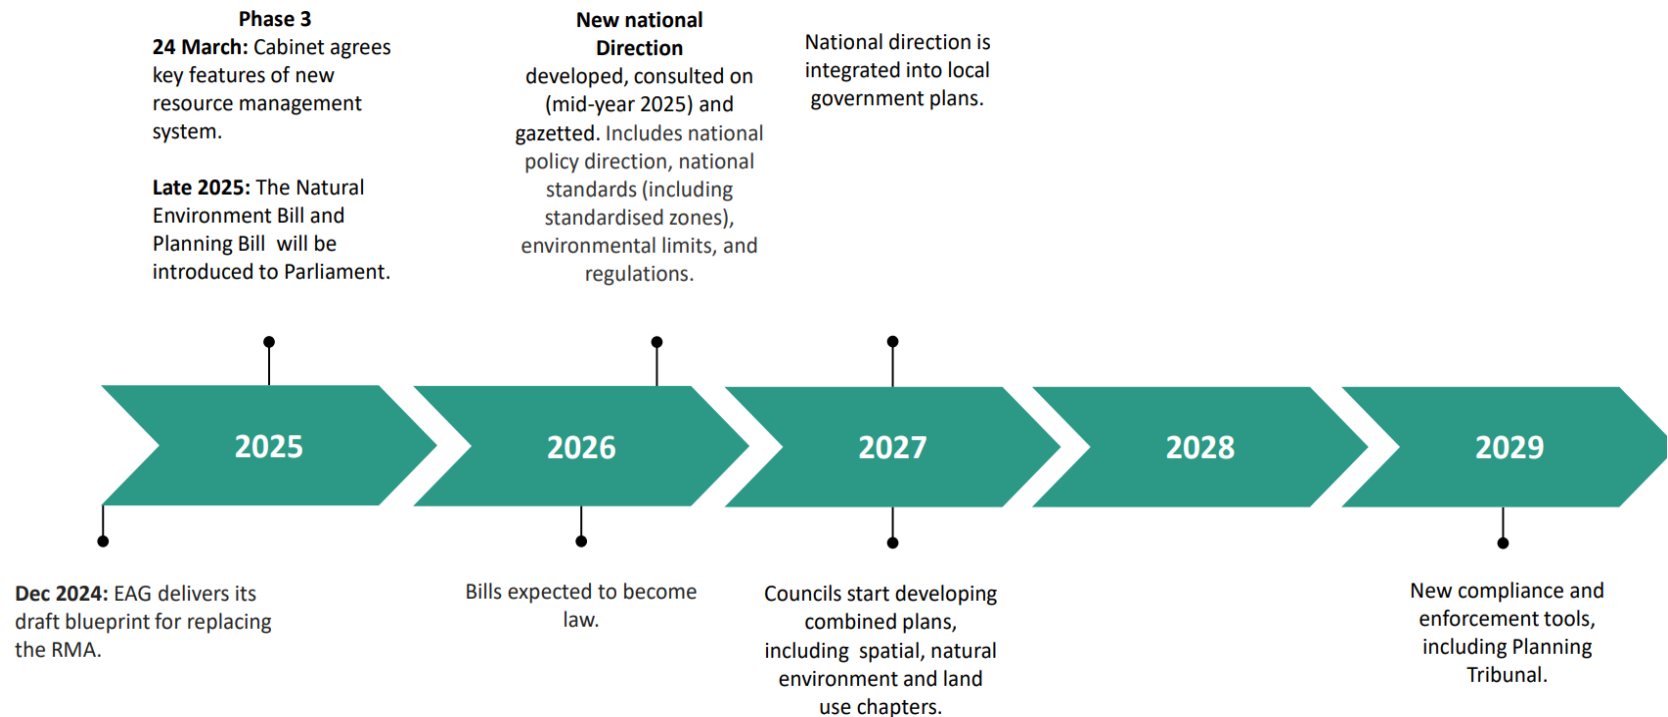 Phase 3
24 March: Cabinet agrees
key features of new
resource management
system.
Late 2025: The Natural
Environment Bill and
Planning Bill will be
introduced to Parliament.
New national
Direction
developed, consulted on
(mid-year 2025) and
gazetted. Includes national
policy direction, national
standards (including
standardised zones),
environmental limits, and
regulations.
National direction is
integrated into local
government plans.
2025
2026
2027
2028
2029
Dec 2024: EAG delivers its
draft blueprint for replacing
the RMA.
Bills expected to become
law.
Councils start developing
combined plans,
including spatial, natural
environment and land
use chapters.
New compliance and
enforcement tools,
including Planning
Tribunal.